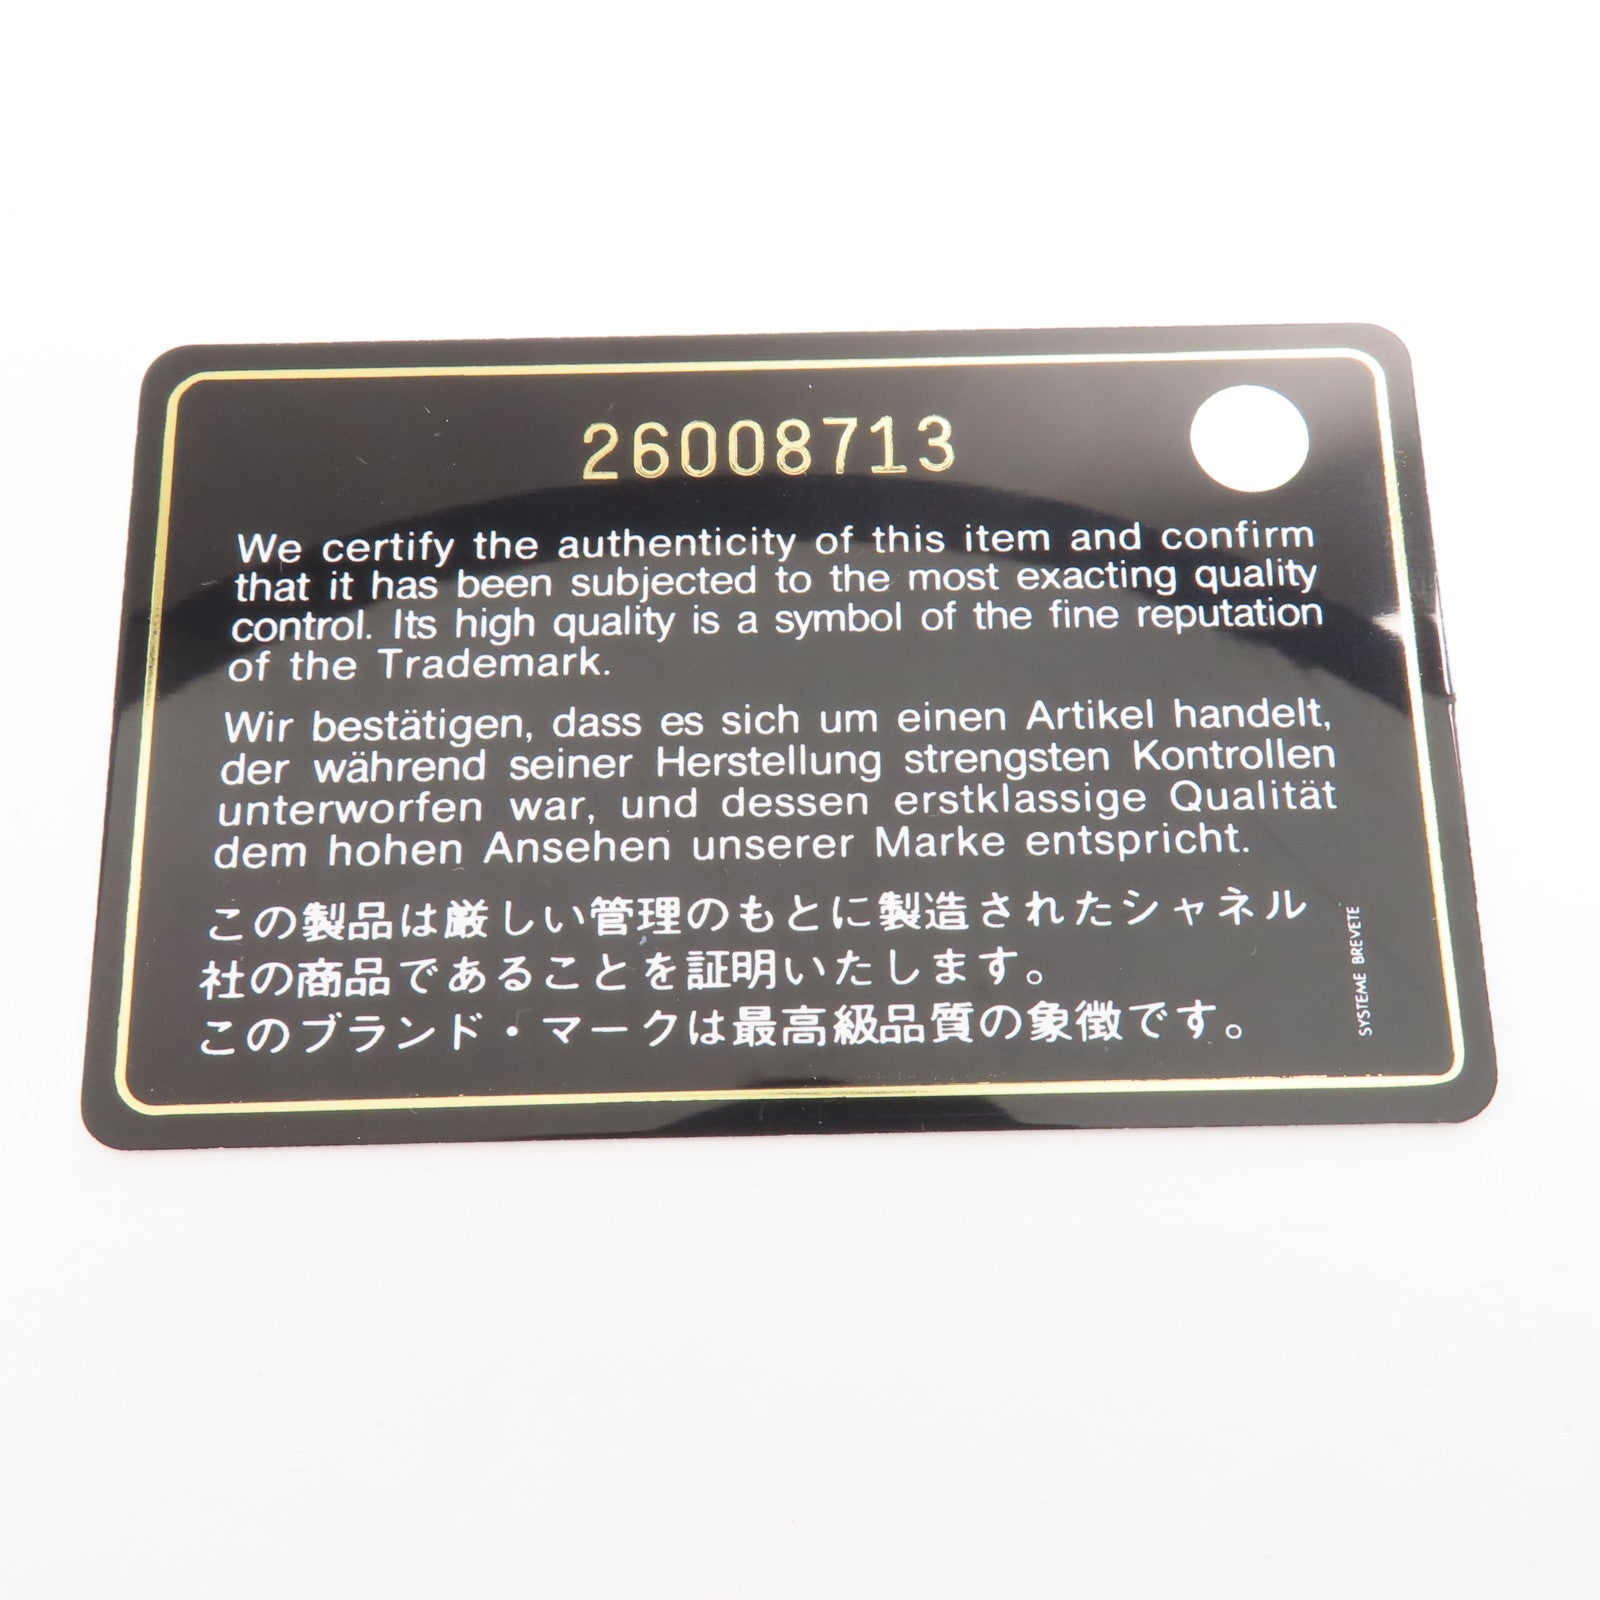 26008713
We certify the authenticity of this item and confirm
that it has been subjected to the most exacting quality
control. Its high quality is a symbol of the fine reputation
of the Trademark.
Wir bestätigen, dass es sich um einen Artikel handelt,
der während seiner Herstellung strengsten Kontrollen
unterworfen war, und dessen erstklassige Qualität
dem hohen Ansehen unserer Marke entspricht.
この製品は厳しい管理のもとに製造されたシャネル
社の商品であることを証明いたします。
このブランド・マークは最高級品質の象徴です。
SYSTEME BREVETE